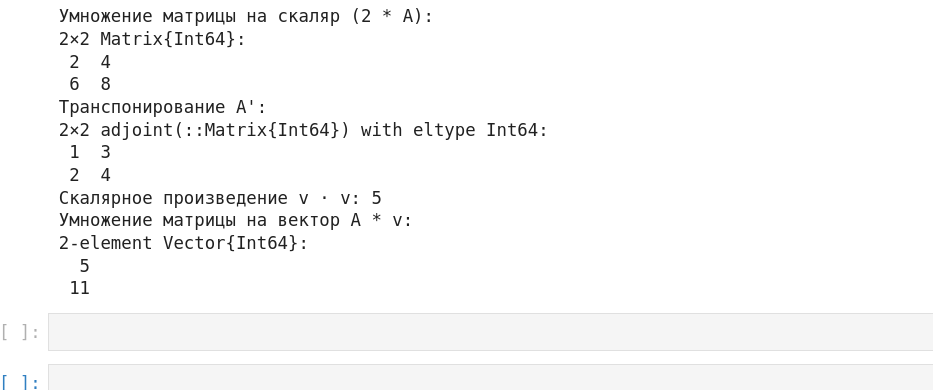 Умножение матрицы на скаляр (2 * A):
2×2 Matrix{Int64}:
 2  4
 6  8
Транспонирование A':
2×2 adjoint(::Matrix{Int64}) with eltype Int64:
 1  3
 2  4
Скалярное произведение v · v: 5
Умножение матрицы на вектор A * v:
2-element Vector{Int64}:
  5
 11
[ ]:
[ ]: